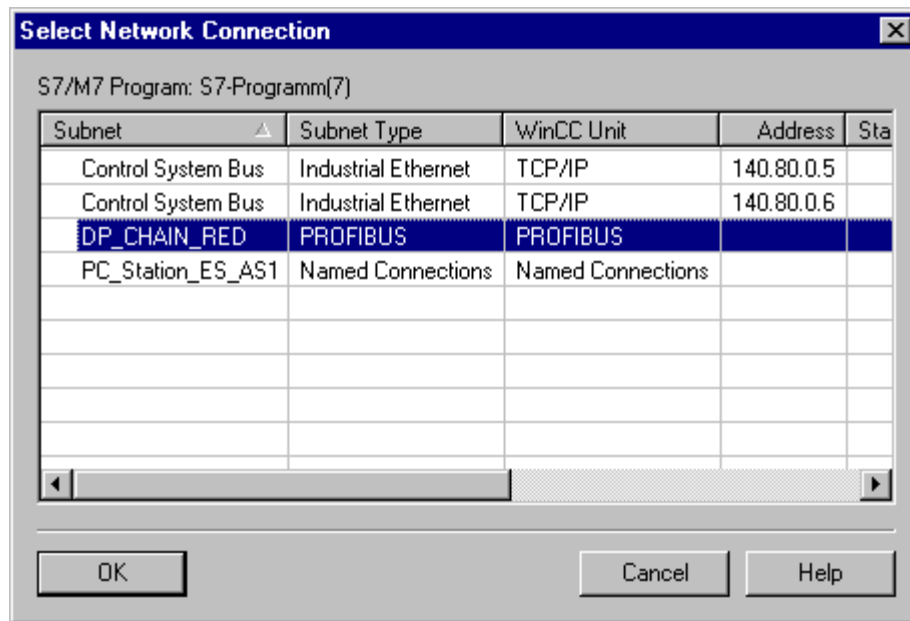 Select Network Connection
S7/M7 Program: S7-Programm(7)
Subnet Subnet Type WinCC Unit Address Sta
Control System Bus Industrial Ethernet TCP/IP 140.80.0.5
Control System Bus Industrial Ethernet TCP/IP 140.80.0.6
DP_CHAIN_RED PROFIBUS PROFIBUS
PC_Station_ES_AS1 Named Connections Named Connections
OK Cancel Help